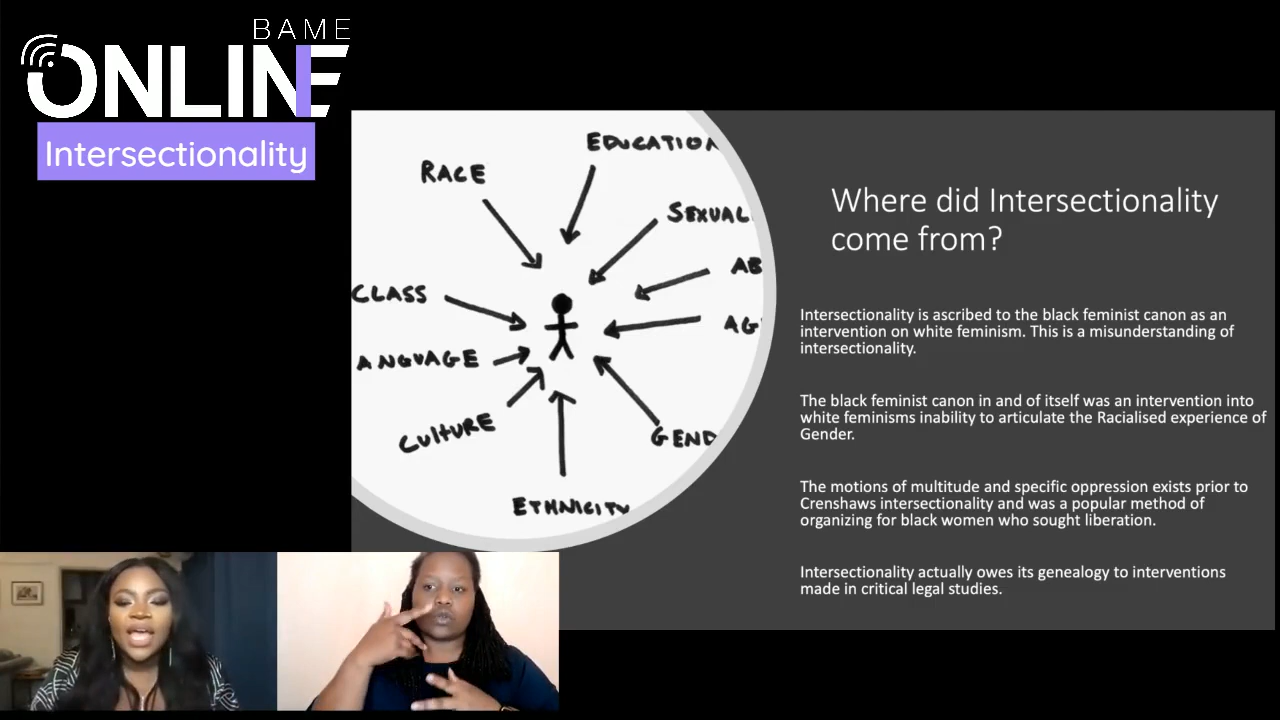 BAME
ONLINE
Intersectionality
EDUCATION
RACE
SEXUAL
AB
CLASS
AG
ANGUAGE
CULTURE
GEND
ETHNICITY
Where did Intersectionality
come from?
Intersectionality is ascribed to the black feminist canon as an
intervention on white feminism. This is a misunderstanding of
intersectionality.
The black feminist canon in and of itself was an intervention into
white feminisms inability to articulate the Racialised experience of
Gender.
The motions of multitude and specific oppression exists prior to
Crenshaws intersectionality and was a popular method of
organizing for black women who sought liberation.
Intersectionality actually owes its genealogy to interventions
made in critical legal studies.